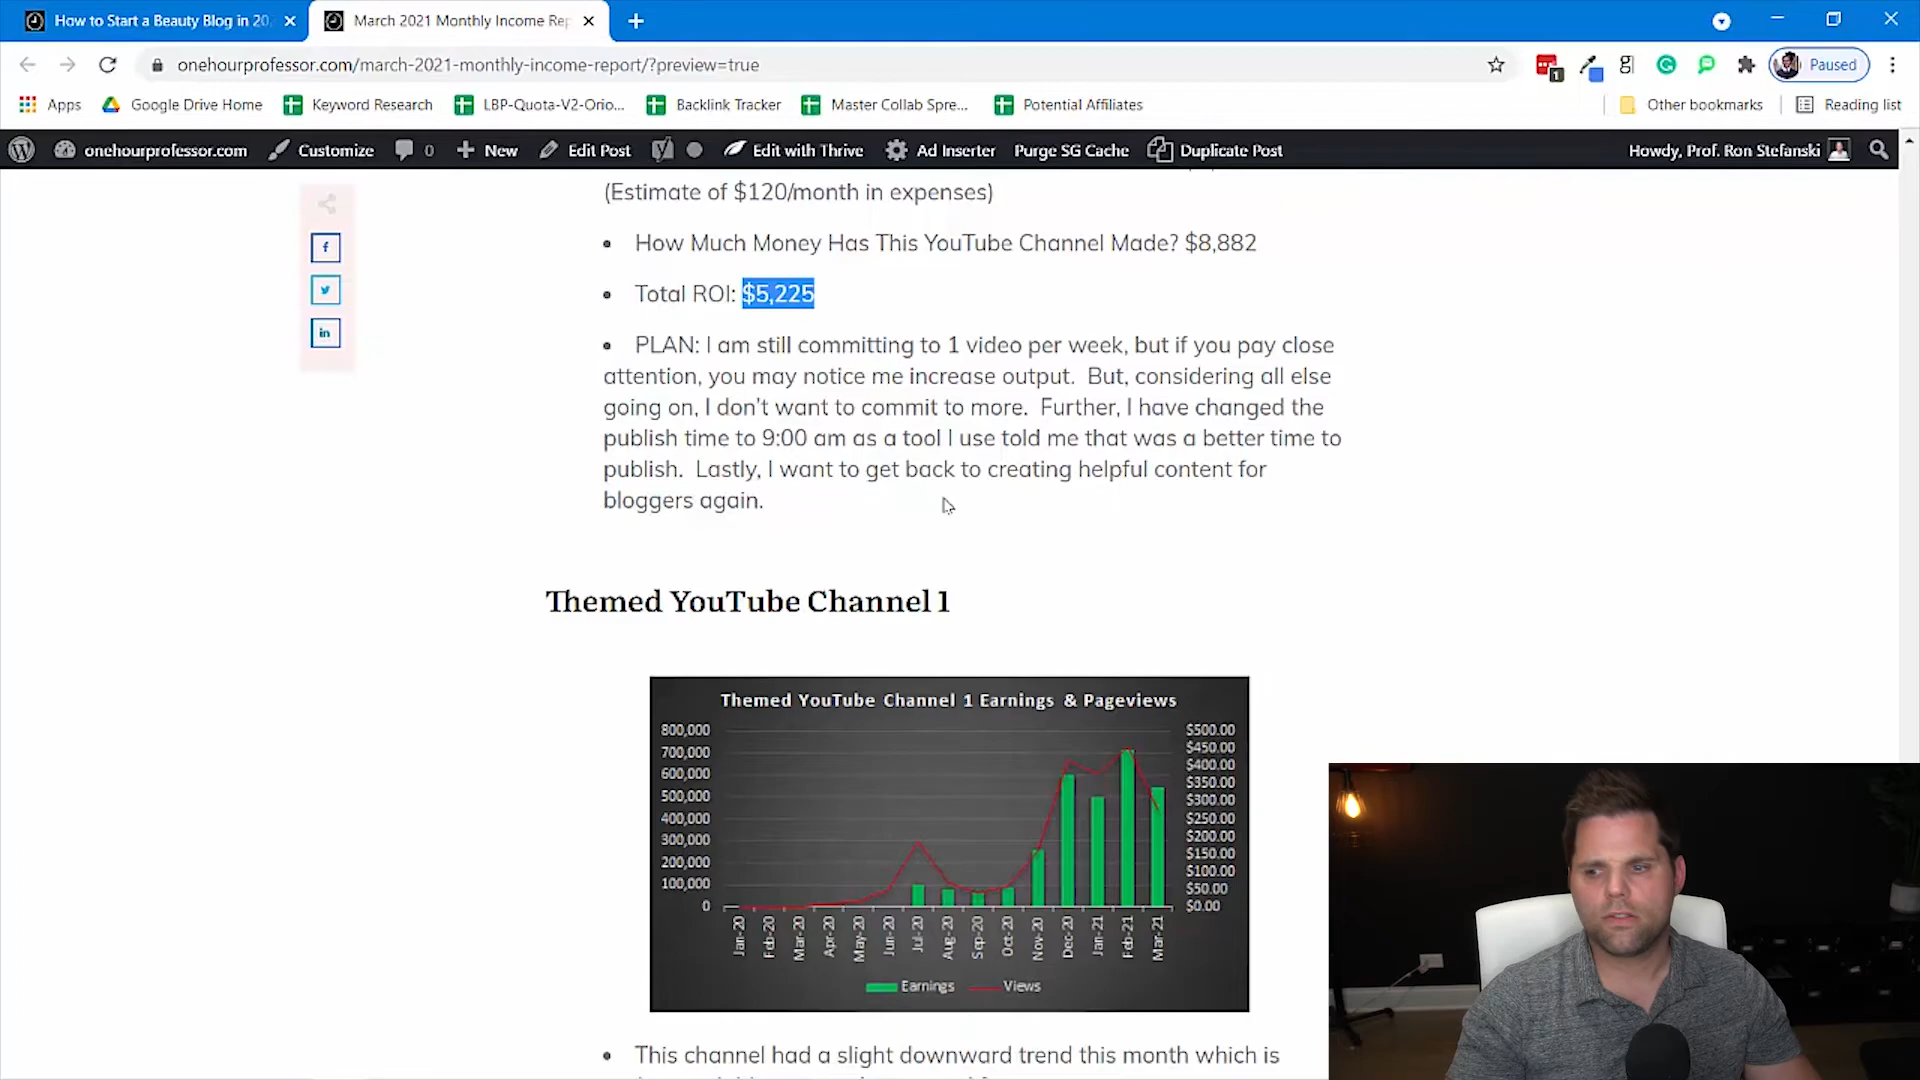 How to Start a Beauty Blog in 20
March 2021 Monthly Income Rep
onehourprofessor.com/march-2021-monthly-income-report/?preview=true
1
Paused
Apps
Google Drive Home
Keyword Research
LBP-Quota-V2-Orio...
Backlink Tracker
Master Collab Spre...
Potential Affiliates
Other bookmarks
Reading list
onehourprofessor.com
Customize
0
New
Edit Post
Edit with Thrive
Ad Inserter
Purge SG Cache
Duplicate Post
Howdy, Prof. Ron Stefanski
(Estimate of $120/month in expenses)
How Much Money Has This YouTube Channel Made? $8,882
Total ROI: $5,225
PLAN: I am still committing to 1 video per week, but if you pay close
attention, you may notice me increase output. But, considering all else
going on, I don't want to commit to more. Further, I have changed the
publish time to 9:00 am as a tool I use told me that was a better time to
publish. Lastly, I want to get back to creating helpful content for
bloggers again.
Themed YouTube Channel 1
Themed YouTube Channel 1 Earnings & Pageviews
800,000
700,000
600,000
500,000
400,000
300,000
200,000
100,000
0
$500.00
$450.00
$400.00
$350.00
$300.00
$250.00
$200.00
$150.00
$100.00
$50.00
$0.00
Jan-20
Feb-20
Mar-20
Apr-20
May-20
Jun-20
Jul-20
Aug-20
Sep-20
Oct-20
Nov-20
Dec-20
Jan-21
Feb-21
Mar-21
Earnings
Views
This channel had a slight downward trend this month which is